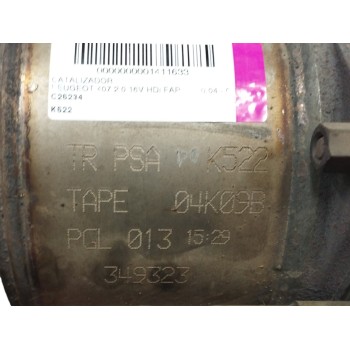 0000000001411633
CATALIZADOR
PEUGEOT 407 2.0 16V HDI FAP
C26234
K522
TR PSA K522
TAPE 04K09B
PGL 013 15:29
349323